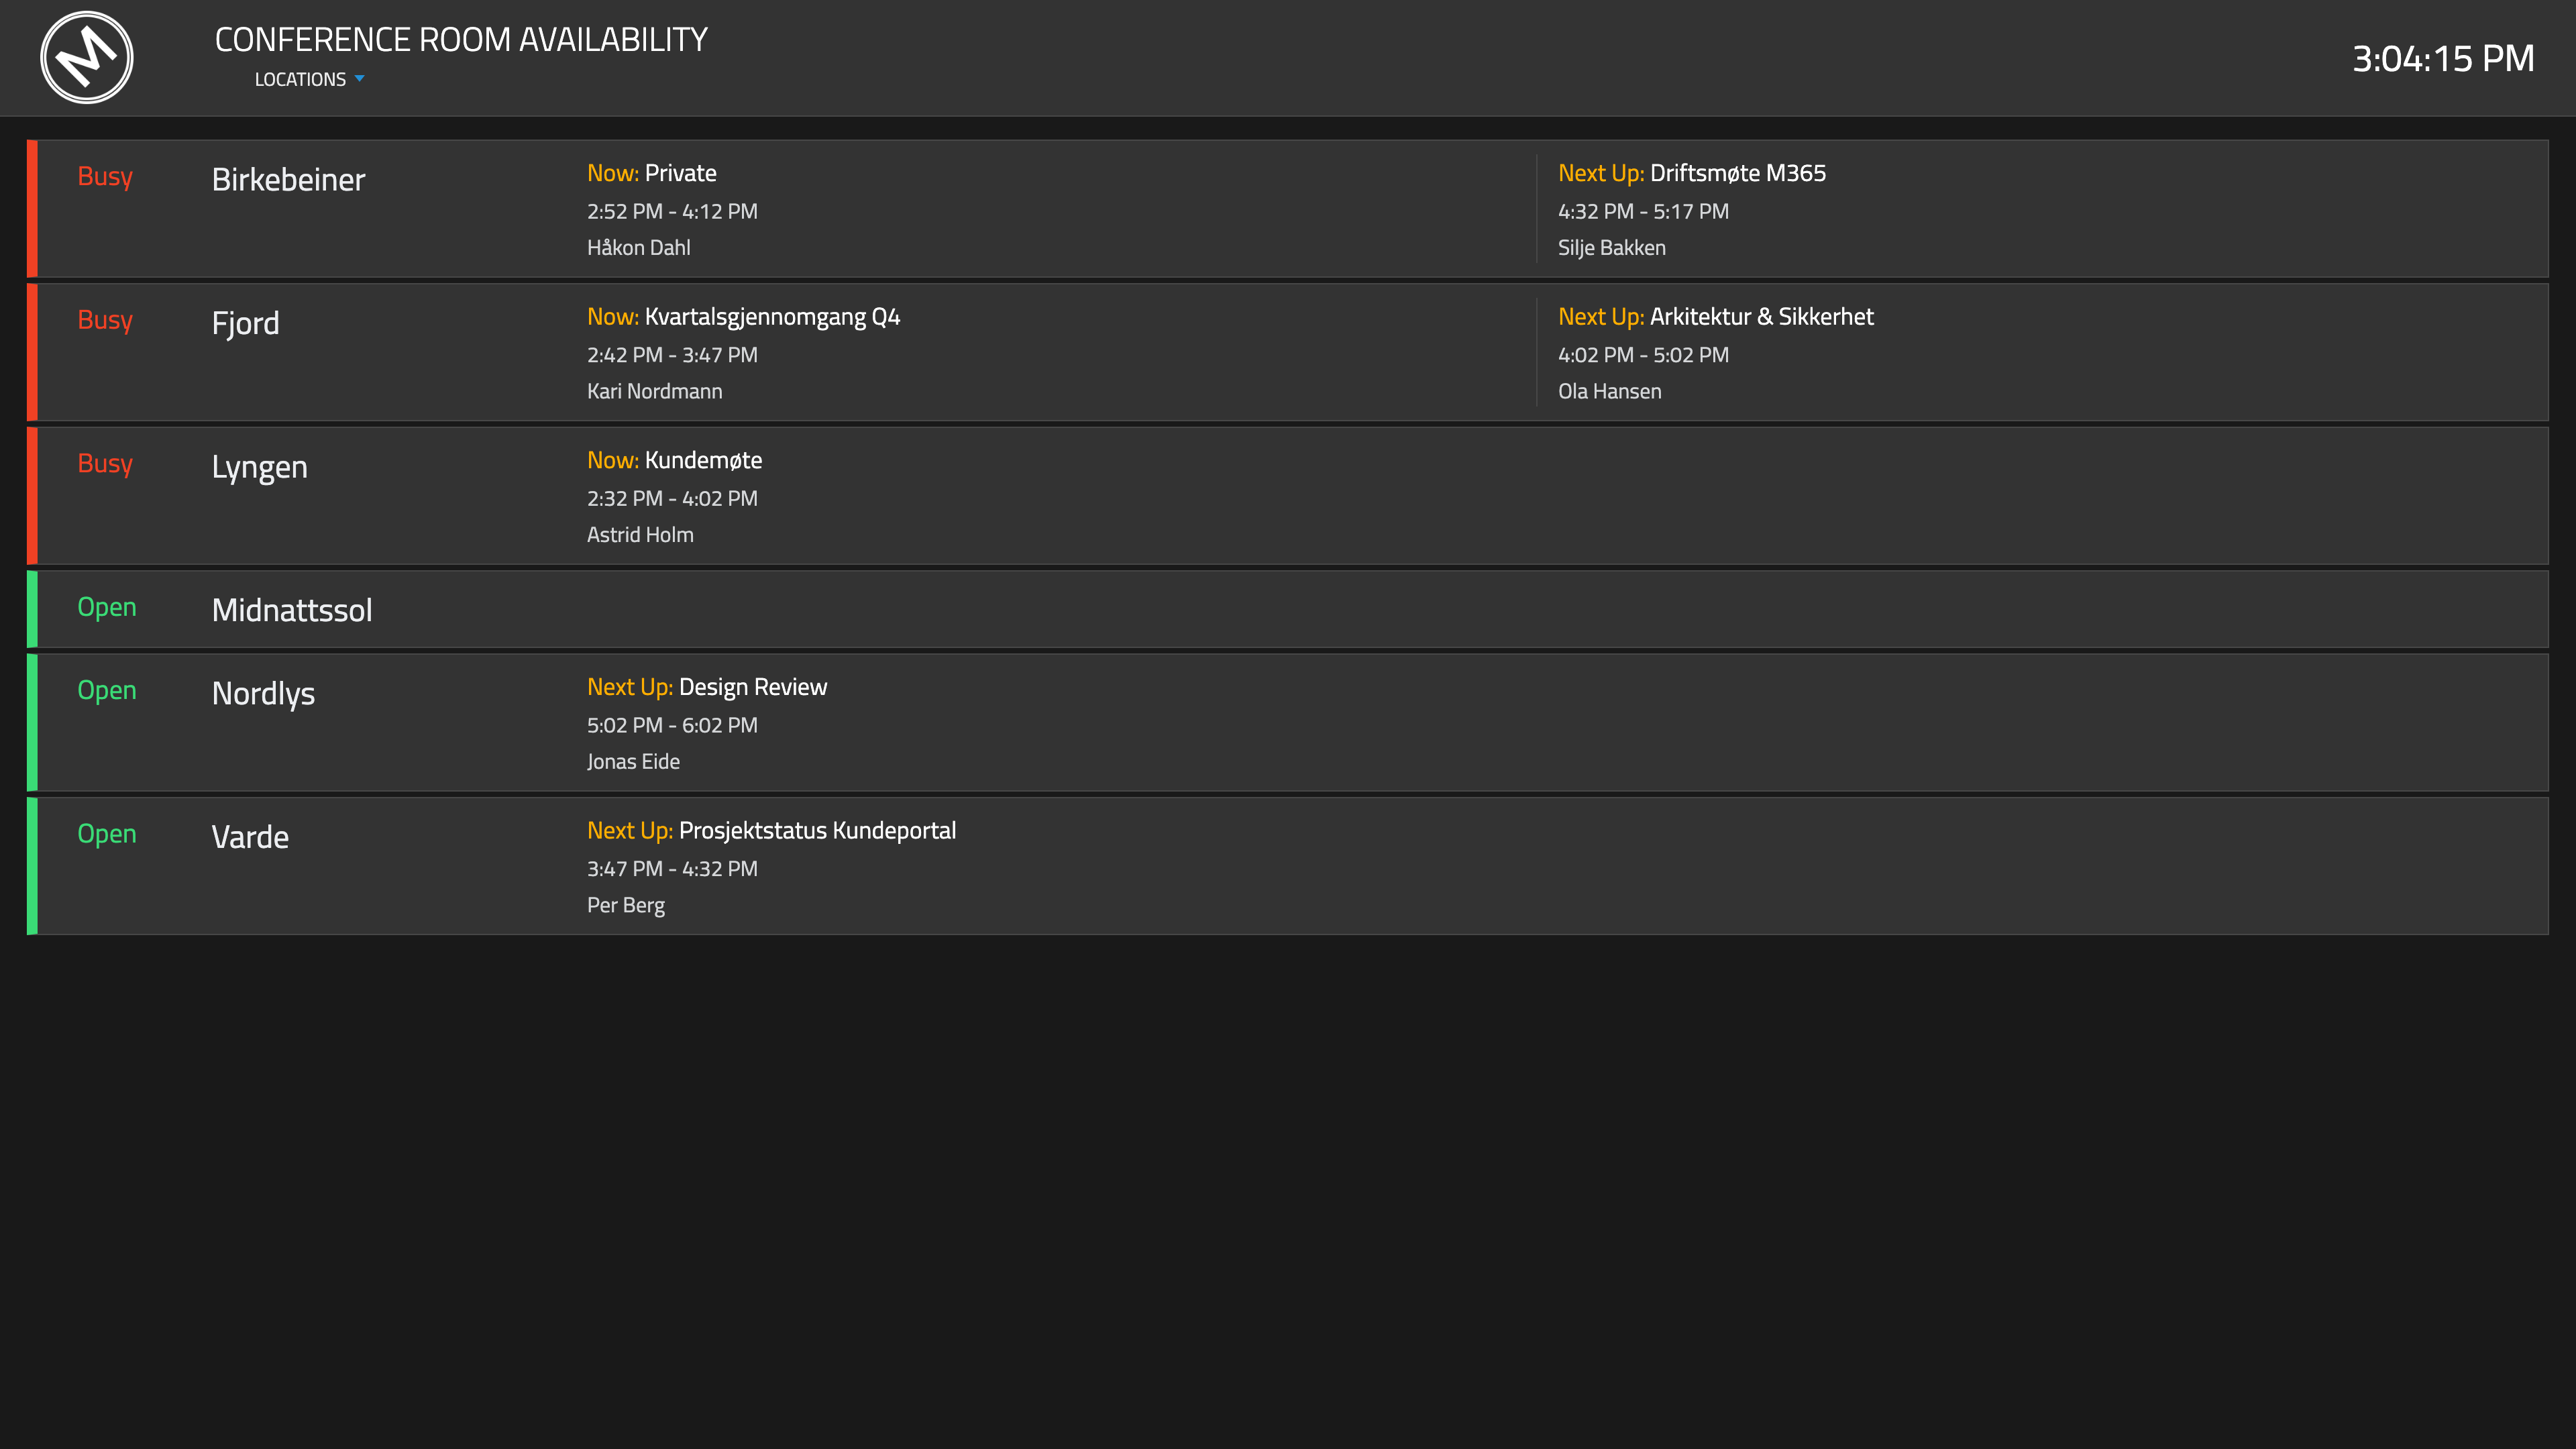 M
CONFERENCE ROOM AVAILABILITY
LOCATIONS
3:04:15 PM
Busy
Birkebeiner
Now: Private
2:52 PM - 4:12 PM
Håkon Dahl
Next Up: Driftsmøte M365
4:32 PM - 5:17 PM
Silje Bakken
Busy
Fjord
Now: Kvartalsgjennomgang Q4
2:42 PM - 3:47 PM
Kari Nordmann
Next Up: Arkitektur & Sikkerhet
4:02 PM - 5:02 PM
Ola Hansen
Busy
Lyngen
Now: Kundemøte
2:32 PM - 4:02 PM
Astrid Holm
Open
Midnattssol
Open
Nordlys
Next Up: Design Review
5:02 PM - 6:02 PM
Jonas Eide
Open
Varde
Next Up: Prosjektstatus Kundeportal
3:47 PM - 4:32 PM
Per Berg